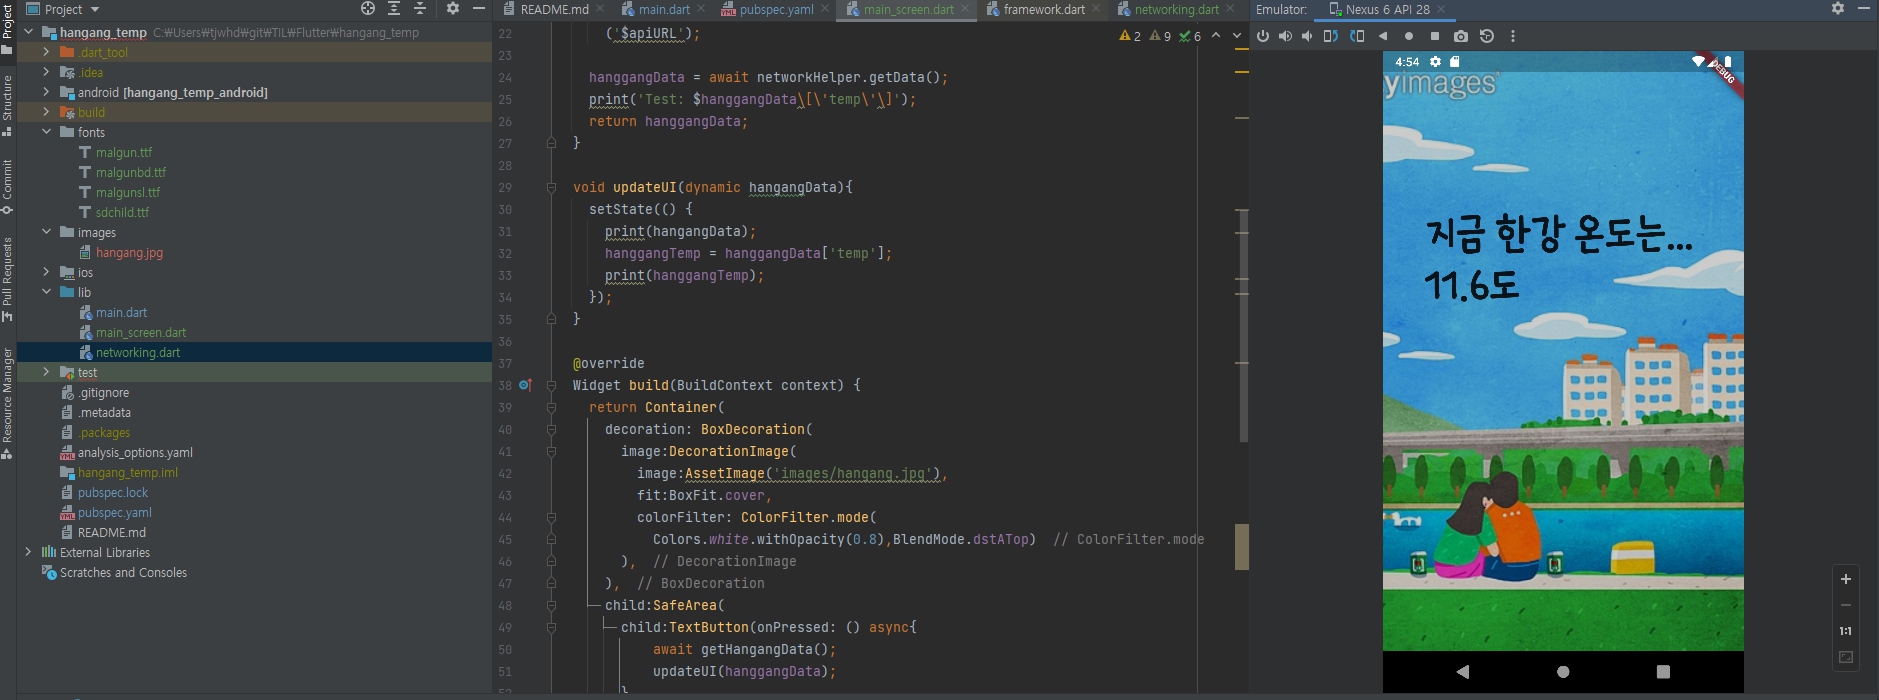 Project
hangang_temp C:₩Users₩tjwhd₩git₩TIL₩Flutter₩hangang_temp
.dart_tool
.idea
android [hangang_temp_android]
build
fonts
malgun.ttf
malgunbd.ttf
malgunsl.ttf
sdchild.ttf
images
hangang.jpg
ios
lib
main.dart
main_screen.dart
networking.dart
test
.gitignore
.metadata
.packages
analysis_options.yaml
hangang_temp.iml
pubspec.lock
pubspec.yaml
README.md
External Libraries
Scratches and Consoles
Project
Structure
Commit
Pull Requests
Resource Manager
README.md main.dart pubspec.yaml main_screen.dart framework.dart networking.dart
2 9 6
22 ('$apiURL');
23
24 hanggangData = await networkHelper.getData();
25 print('Test: $hanggangData\[\'temp\'\]');
26 return hanggangData;
27 }
28
29 void updateUI(dynamic hangangData){
30 setState(() {
31 print(hangangData);
32 hanggangTemp = hanggangData['temp'];
33 print(hanggangTemp);
34 });
35 }
36
37 @override
38 Widget build(BuildContext context) {
39 return Container(
40 decoration: BoxDecoration(
41 image:DecorationImage(
42 image:AssetImage('images/hangang.jpg'),
43 fit:BoxFit.cover,
44 colorFilter: ColorFilter.mode(
45 Colors.white.withOpacity(0.8),BlendMode.dstATop) // ColorFilter.mode
46 ), // DecorationImage
47 ), // BoxDecoration
48 child:SafeArea(
49 child:TextButton(onPressed: () async{
50 await getHangangData();
51 updateUI(hanggangData);
Emulator: Nexus 6 API 28
4:54
DEBUG
yimages
지금 한강 온도는...
11.6도
1:1